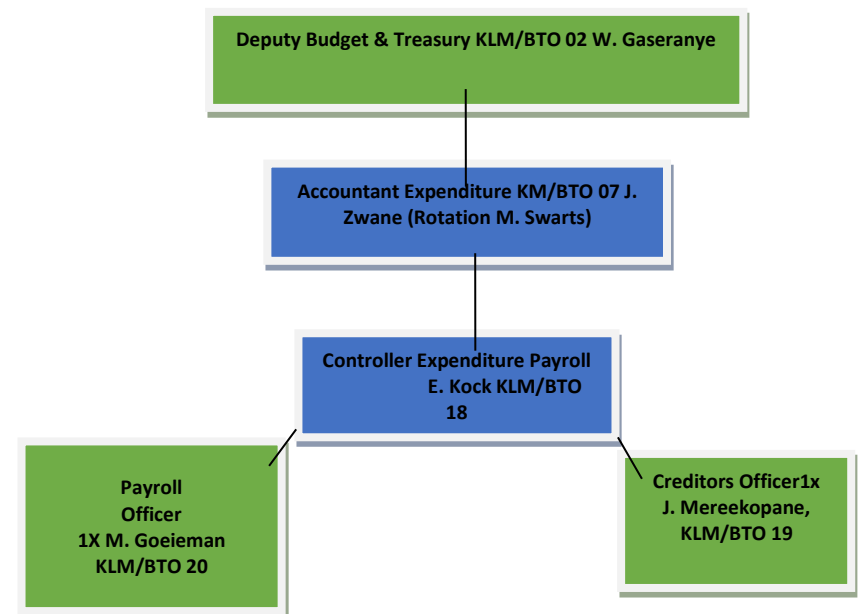 Deputy Budget & Treasury KLM/BTO 02 W. Gaseranye
Accountant Expenditure KM/BTO 07 J.
Zwane (Rotation M. Swarts)
Controller Expenditure Payroll
E. Kock KLM/BTO
18
Payroll
Officer
1X M. Goeieman
KLM/BTO 20
Creditors Officer1x
J. Mereekopane,
KLM/BTO 19